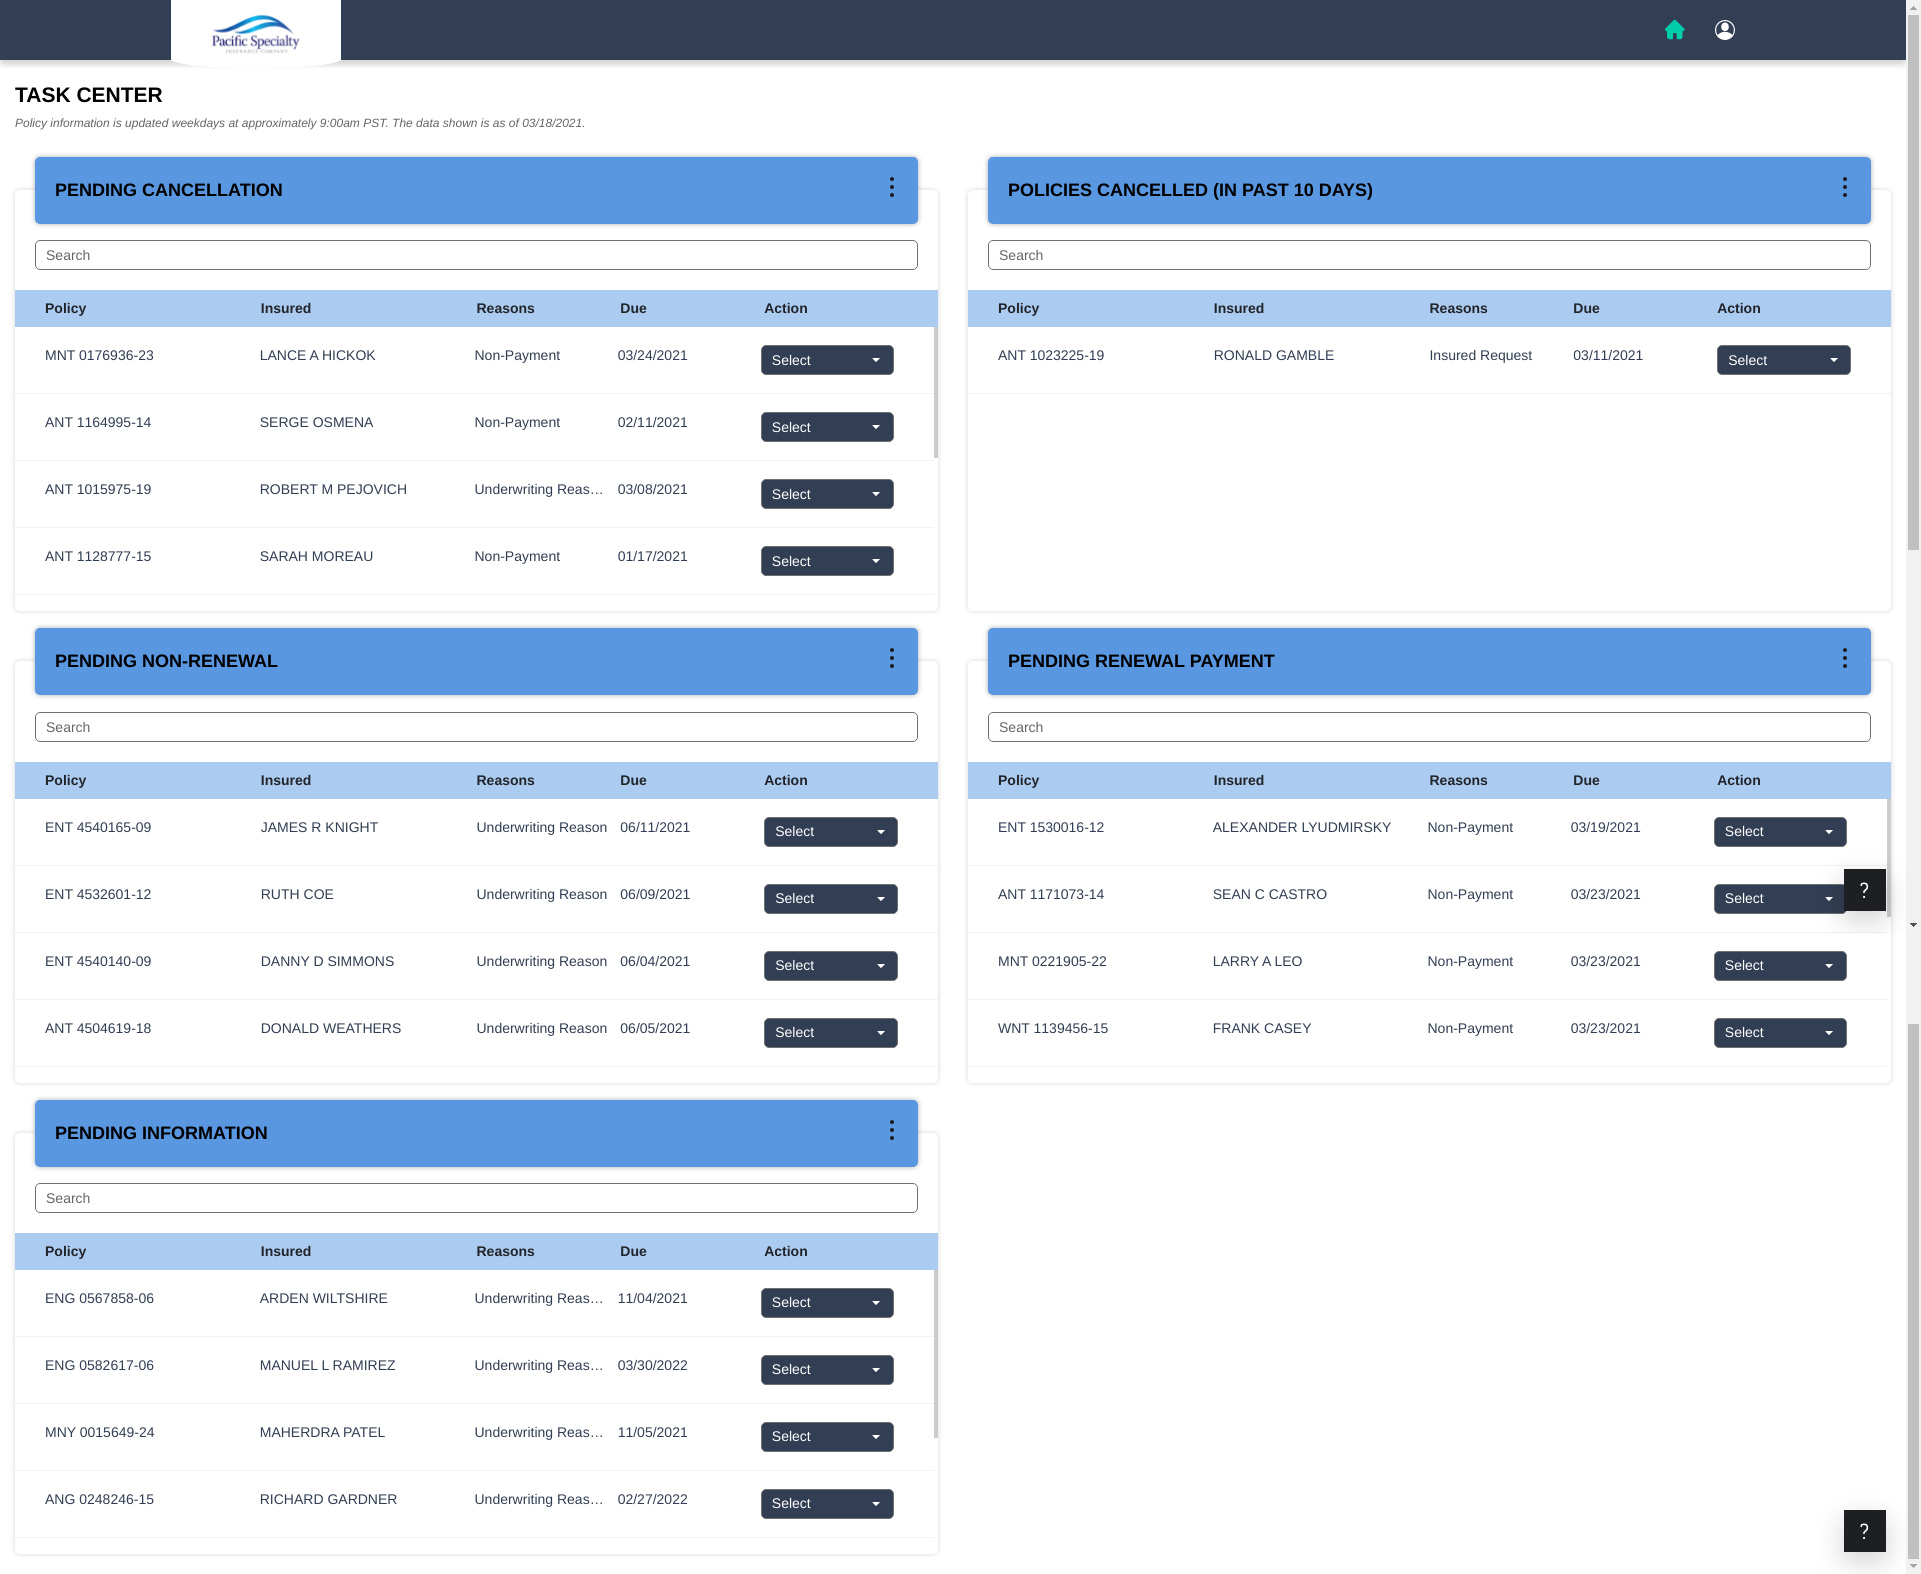 Pacific Specialty
INSURANCE COMPANY
TASK CENTER
Policy information is updated weekdays at approximately 9:00am PST. The data shown is as of 03/18/2021.
PENDING CANCELLATION
Search
Policy Insured Reasons Due Action
MNT 0176936-23 LANCE A HICKOK Non-Payment 03/24/2021 Select
ANT 1164995-14 SERGE OSMENA Non-Payment 02/11/2021 Select
ANT 1015975-19 ROBERT M PEJOVICH Underwriting Reas... 03/08/2021 Select
ANT 1128777-15 SARAH MOREAU Non-Payment 01/17/2021 Select
POLICIES CANCELLED (IN PAST 10 DAYS)
Search
Policy Insured Reasons Due Action
ANT 1023225-19 RONALD GAMBLE Insured Request 03/11/2021 Select
PENDING NON-RENEWAL
Search
Policy Insured Reasons Due Action
ENT 4540165-09 JAMES R KNIGHT Underwriting Reason 06/11/2021 Select
ENT 4532601-12 RUTH COE Underwriting Reason 06/09/2021 Select
ENT 4540140-09 DANNY D SIMMONS Underwriting Reason 06/04/2021 Select
ANT 4504619-18 DONALD WEATHERS Underwriting Reason 06/05/2021 Select
PENDING RENEWAL PAYMENT
Search
Policy Insured Reasons Due Action
ENT 1530016-12 ALEXANDER LYUDMIRSKY Non-Payment 03/19/2021 Select
ANT 1171073-14 SEAN C CASTRO Non-Payment 03/23/2021 Select
?
MNT 0221905-22 LARRY A LEO Non-Payment 03/23/2021 Select
WNT 1139456-15 FRANK CASEY Non-Payment 03/23/2021 Select
PENDING INFORMATION
Search
Policy Insured Reasons Due Action
ENG 0567858-06 ARDEN WILTSHIRE Underwriting Reas... 11/04/2021 Select
ENG 0582617-06 MANUEL L RAMIREZ Underwriting Reas... 03/30/2022 Select
MNY 0015649-24 MAHERDRA PATEL Underwriting Reas... 11/05/2021 Select
ANG 0248246-15 RICHARD GARDNER Underwriting Reas... 02/27/2022 Select
?